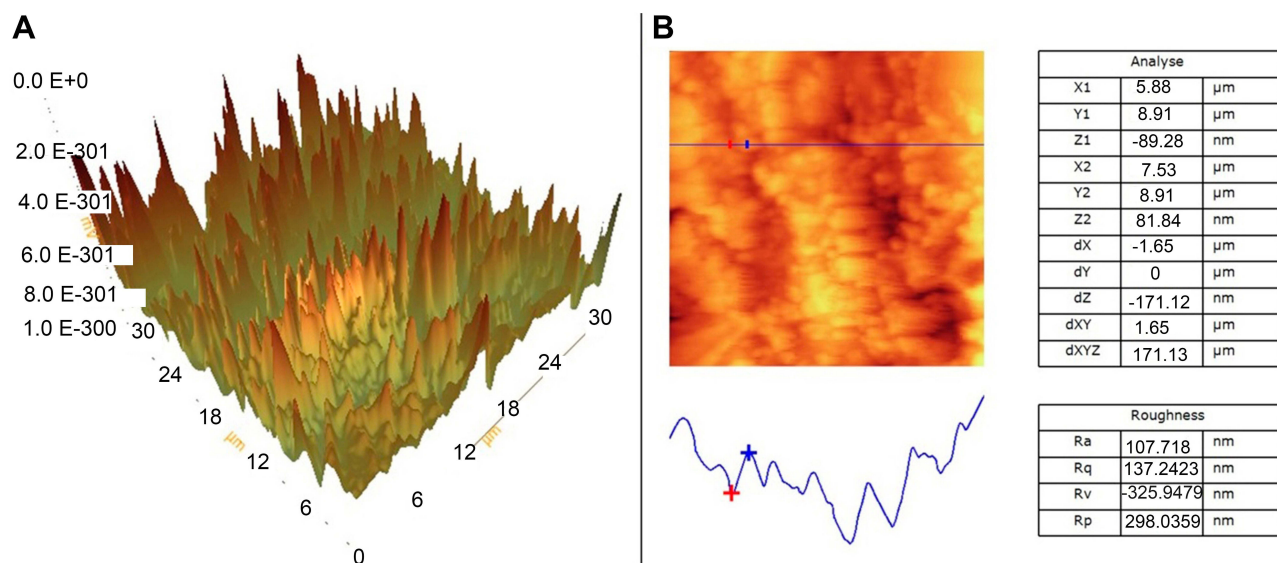 A
0.0 E+0
2.0 E-301
4.0 E-301
6.0 E-301
8.0 E-301
1.0 E-300
30
24
18
µm
12
6
0
6
12
µm
18
24
30
B
Analyse
X1 5.88 µm
Y1 8.91 µm
Z1 -89.28 nm
X2 7.53 µm
Y2 8.91 µm
Z2 81.84 nm
dX -1.65 µm
dY 0 µm
dZ -171.12 nm
dXY 1.65 µm
dXYZ 171.13 µm
Roughness
Ra 107.718 nm
Rq 137.2423 nm
Rv -325.9479 nm
Rp 298.0359 nm